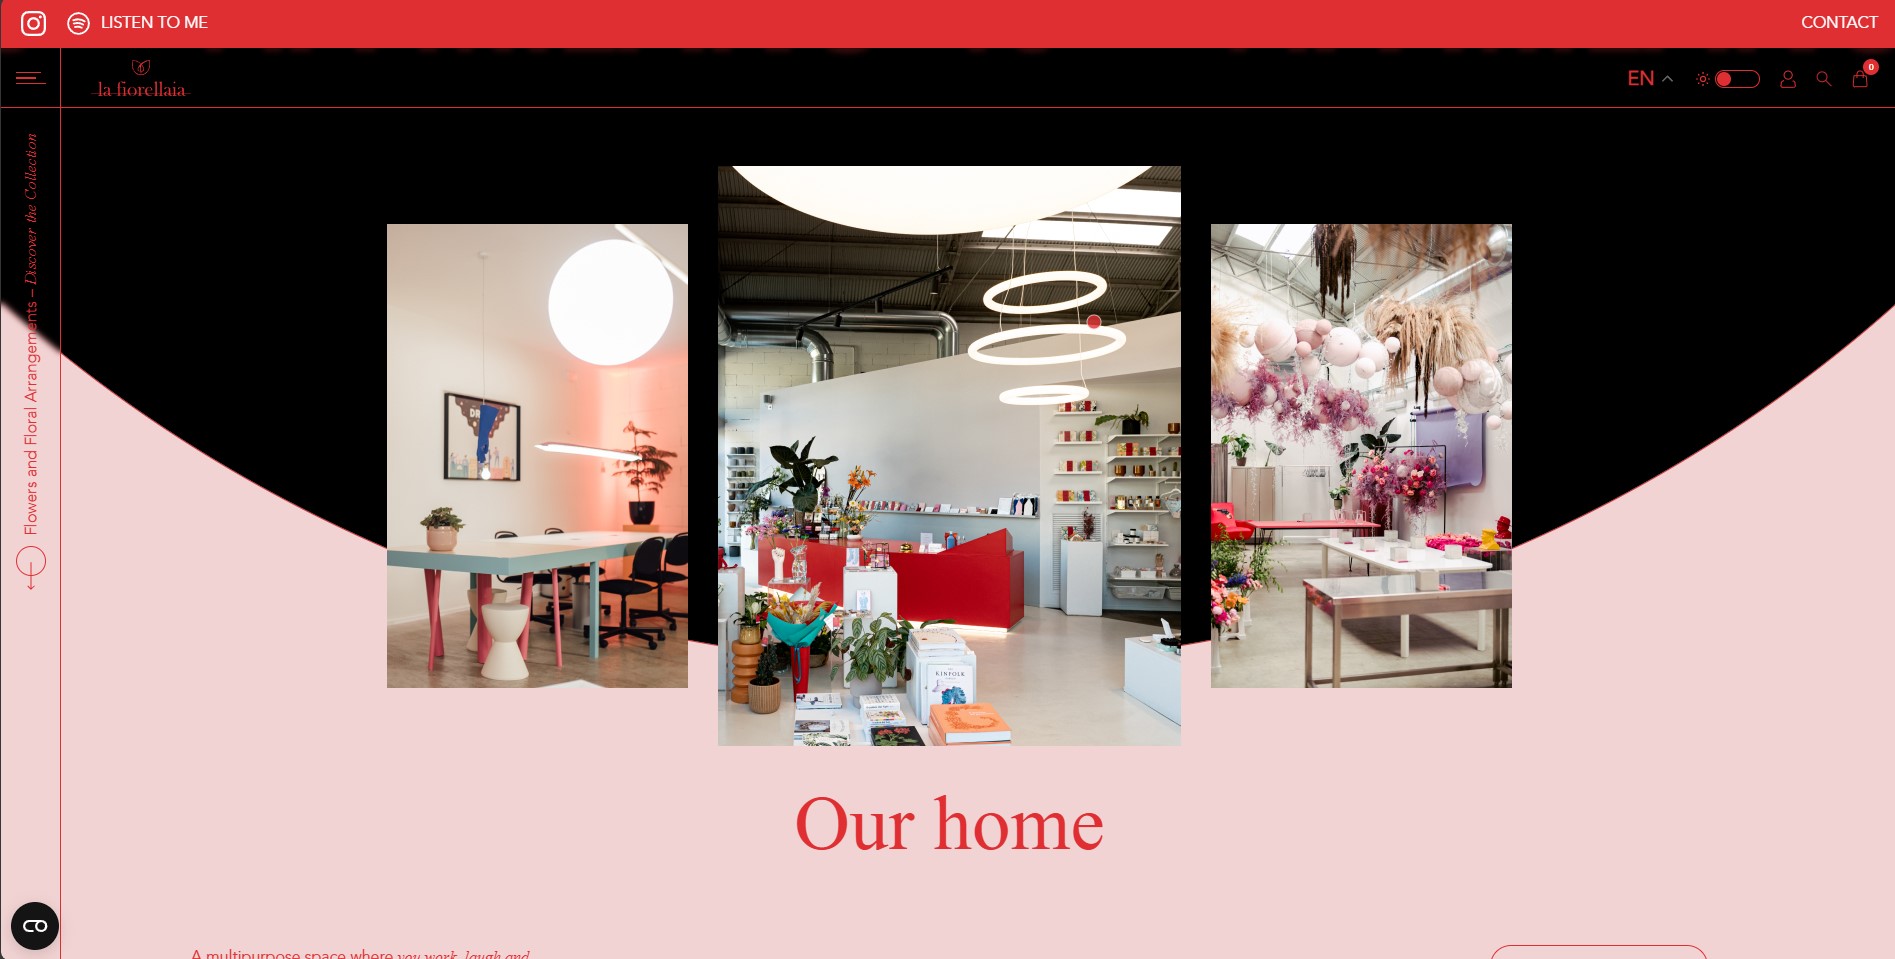 LISTEN TO ME
CONTACT
la fiorellaia
EN
0
Flowers and Floral Arrangements – Discover the Collection
KINFOLK
Our home
A multipurpose space where you work, laugh and